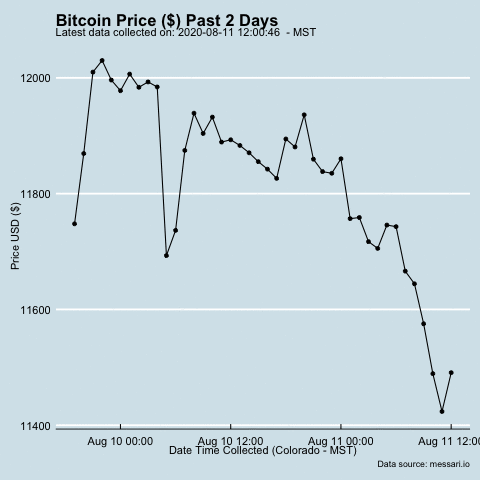 Bitcoin Price ($) Past 2 Days
Latest data collected on: 2020-08-11 12:00:46 - MST
12000
11800
11600
11400
Price USD ($)
Aug 10 00:00 Aug 10 12:00 Aug 11 00:00 Aug 11 12:00
Date Time Collected (Colorado - MST)
Data source: messari.io